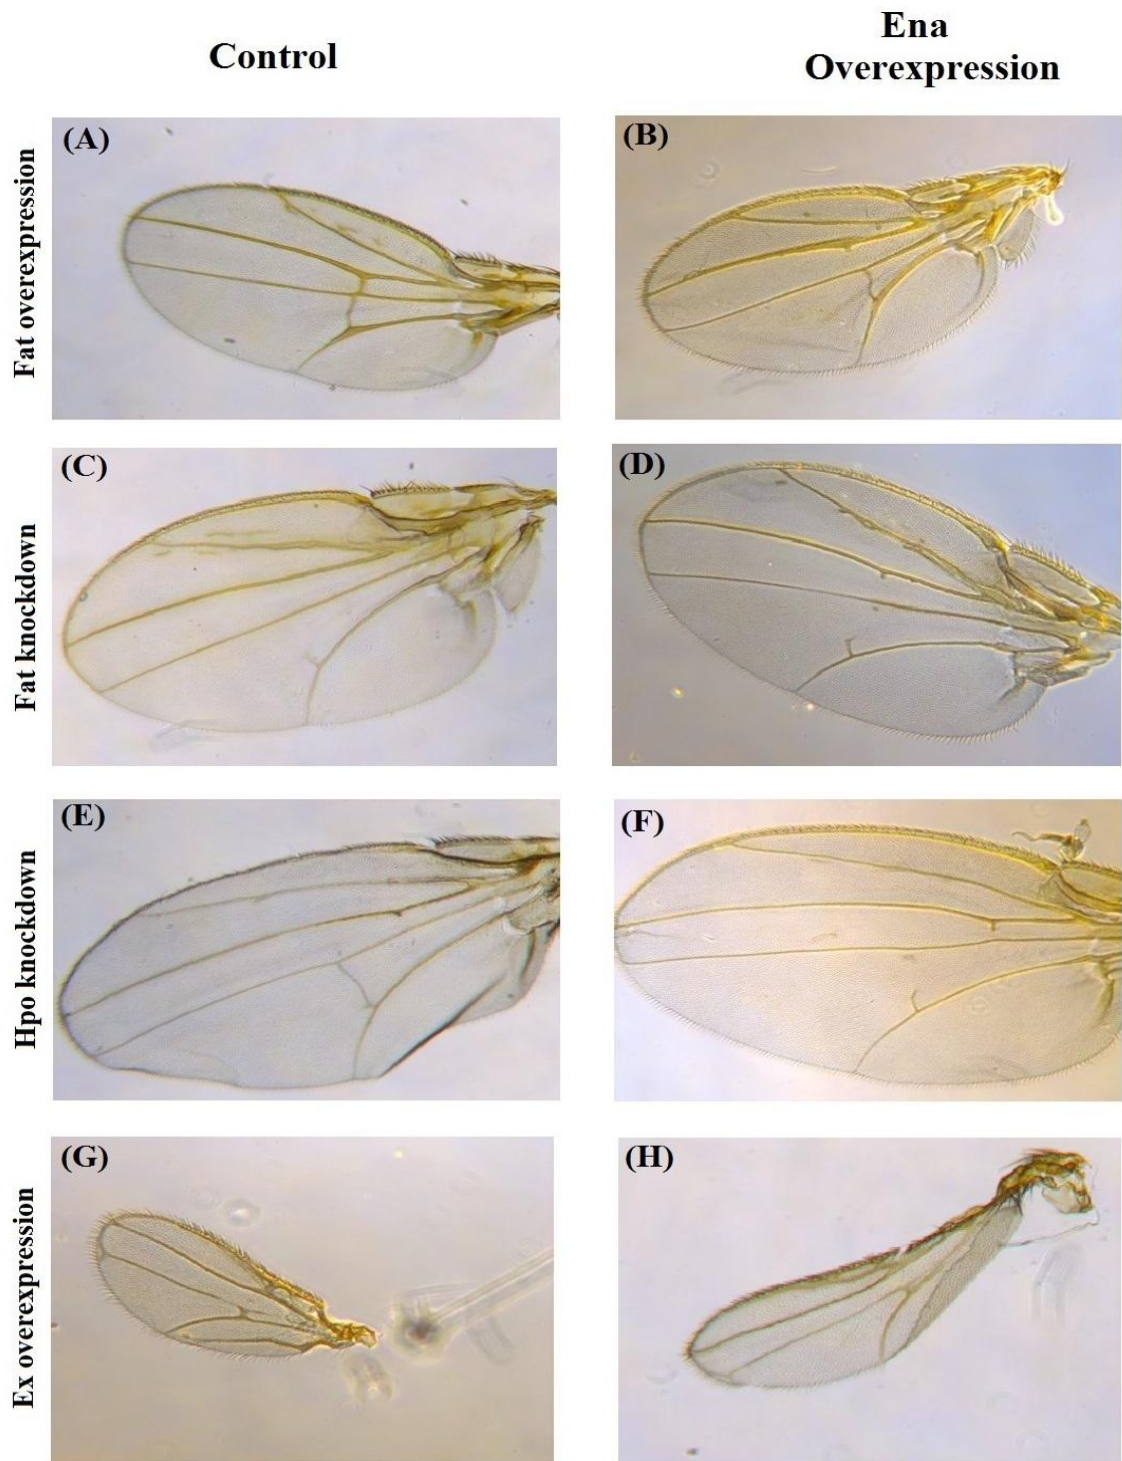 Control
Ena
Overexpression
Fat overexpression
(A)
(B)
Fat knockdown
(C)
(D)
Hpo knockdown
(E)
(F)
Ex overexpression
(G)
(H)